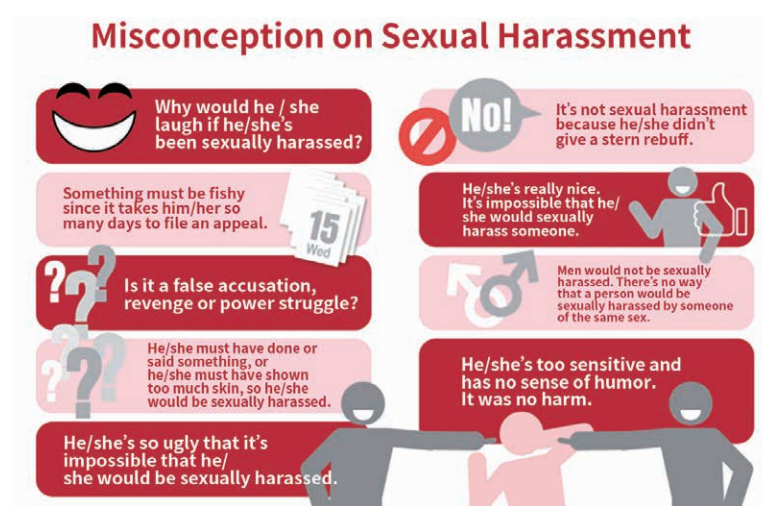 Misconception on Sexual Harassment
Why would he / she
laugh if he/she's
been sexually harassed?
Something must be fishy
since it takes him/her so
many days to file an appeal.
15
Wed
Is it a false accusation,
revenge or power struggle?
He/she must have done or
said something, or
he/she must have shown
too much skin, so he/she
would be sexually harassed.
He/she's so ugly that it's
impossible that he/
she would be sexually harassed.
No!
It's not sexual harassment
because he/she didn't
give a stern rebuff.
He/she's really nice.
It's impossible that he/
she would sexually
harass someone.
Men would not be sexually
harassed. There's no way
that a person would be
sexually harassed by someone
of the same sex.
He/she's too sensitive and
has no sense of humor.
It was no harm.